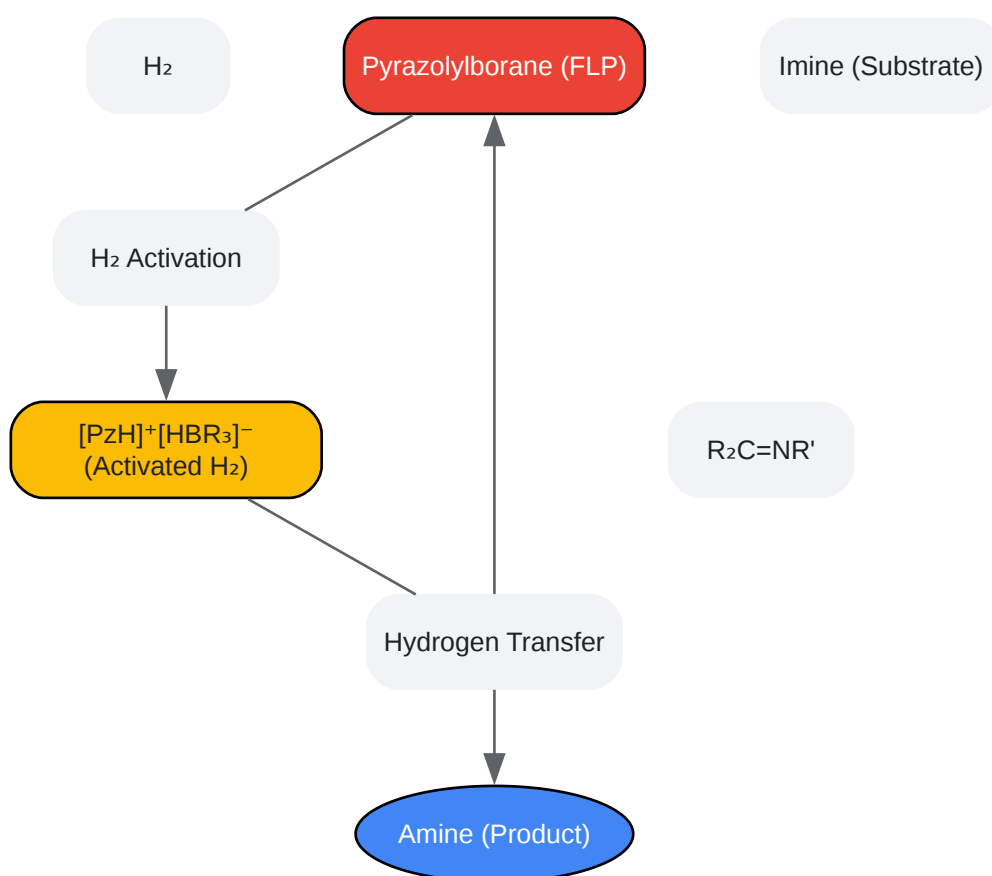 H₂
Pyrazolylborane (FLP)
Imine (Substrate)
H₂ Activation
[PzH]⁺[HBR₃]⁻
(Activated H₂)
R₂C=NR'
Hydrogen Transfer
Amine (Product)